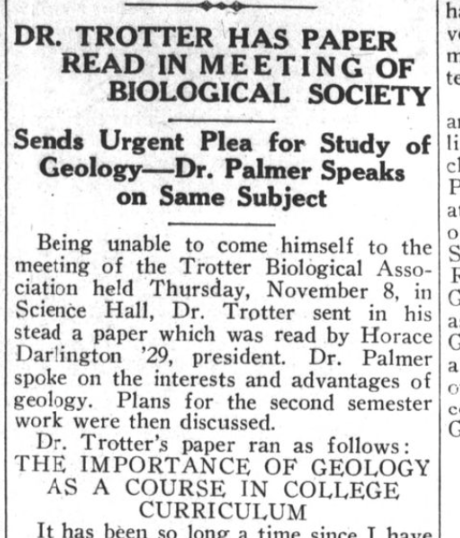 DR. TROTTER HAS PAPER
READ IN MEETING OF
BIOLOGICAL SOCIETY
Sends Urgent Plea for Study of
Geology—Dr. Palmer Speaks
on Same Subject
Being unable to come himself to the
meeting of the Trotter Biological Asso-
ciation held Thursday, November 8, in
Science Hall, Dr. Trotter sent in his
stead a paper which was read by Horace
Darlington '29, president. Dr. Palmer
spoke on the interests and advantages of
geology. Plans for the second semester
work were then discussed.
Dr. Trotter's paper ran as follows:
THE IMPORTANCE OF GEOLOGY
AS A COURSE IN COLLEGE
CURRICULUM
It has been so long a time since I have